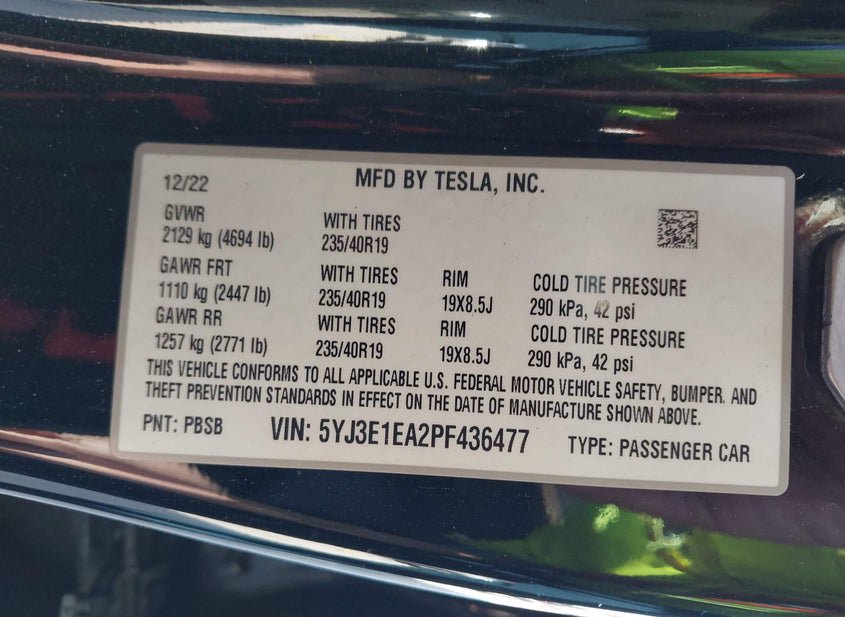 12/22 MFD BY TESLA, INC.
GVWR WITH TIRES
2129 kg (4694 lb) 235/40R19
GAWR FRT WITH TIRES RIM COLD TIRE PRESSURE
1110 kg (2447 lb) 235/40R19 19X8.5J 290 kPa, 42 psi
GAWR RR WITH TIRES RIM COLD TIRE PRESSURE
1257 kg (2771 lb) 235/40R19 19X8.5J 290 kPa, 42 psi
THIS VEHICLE CONFORMS TO ALL APPLICABLE U.S. FEDERAL MOTOR VEHICLE SAFETY, BUMPER, AND
THEFT PREVENTION STANDARDS IN EFFECT ON THE DATE OF MANUFACTURE SHOWN ABOVE.
PNT: PBSB VIN: 5YJ3E1EA2PF436477 TYPE: PASSENGER CAR